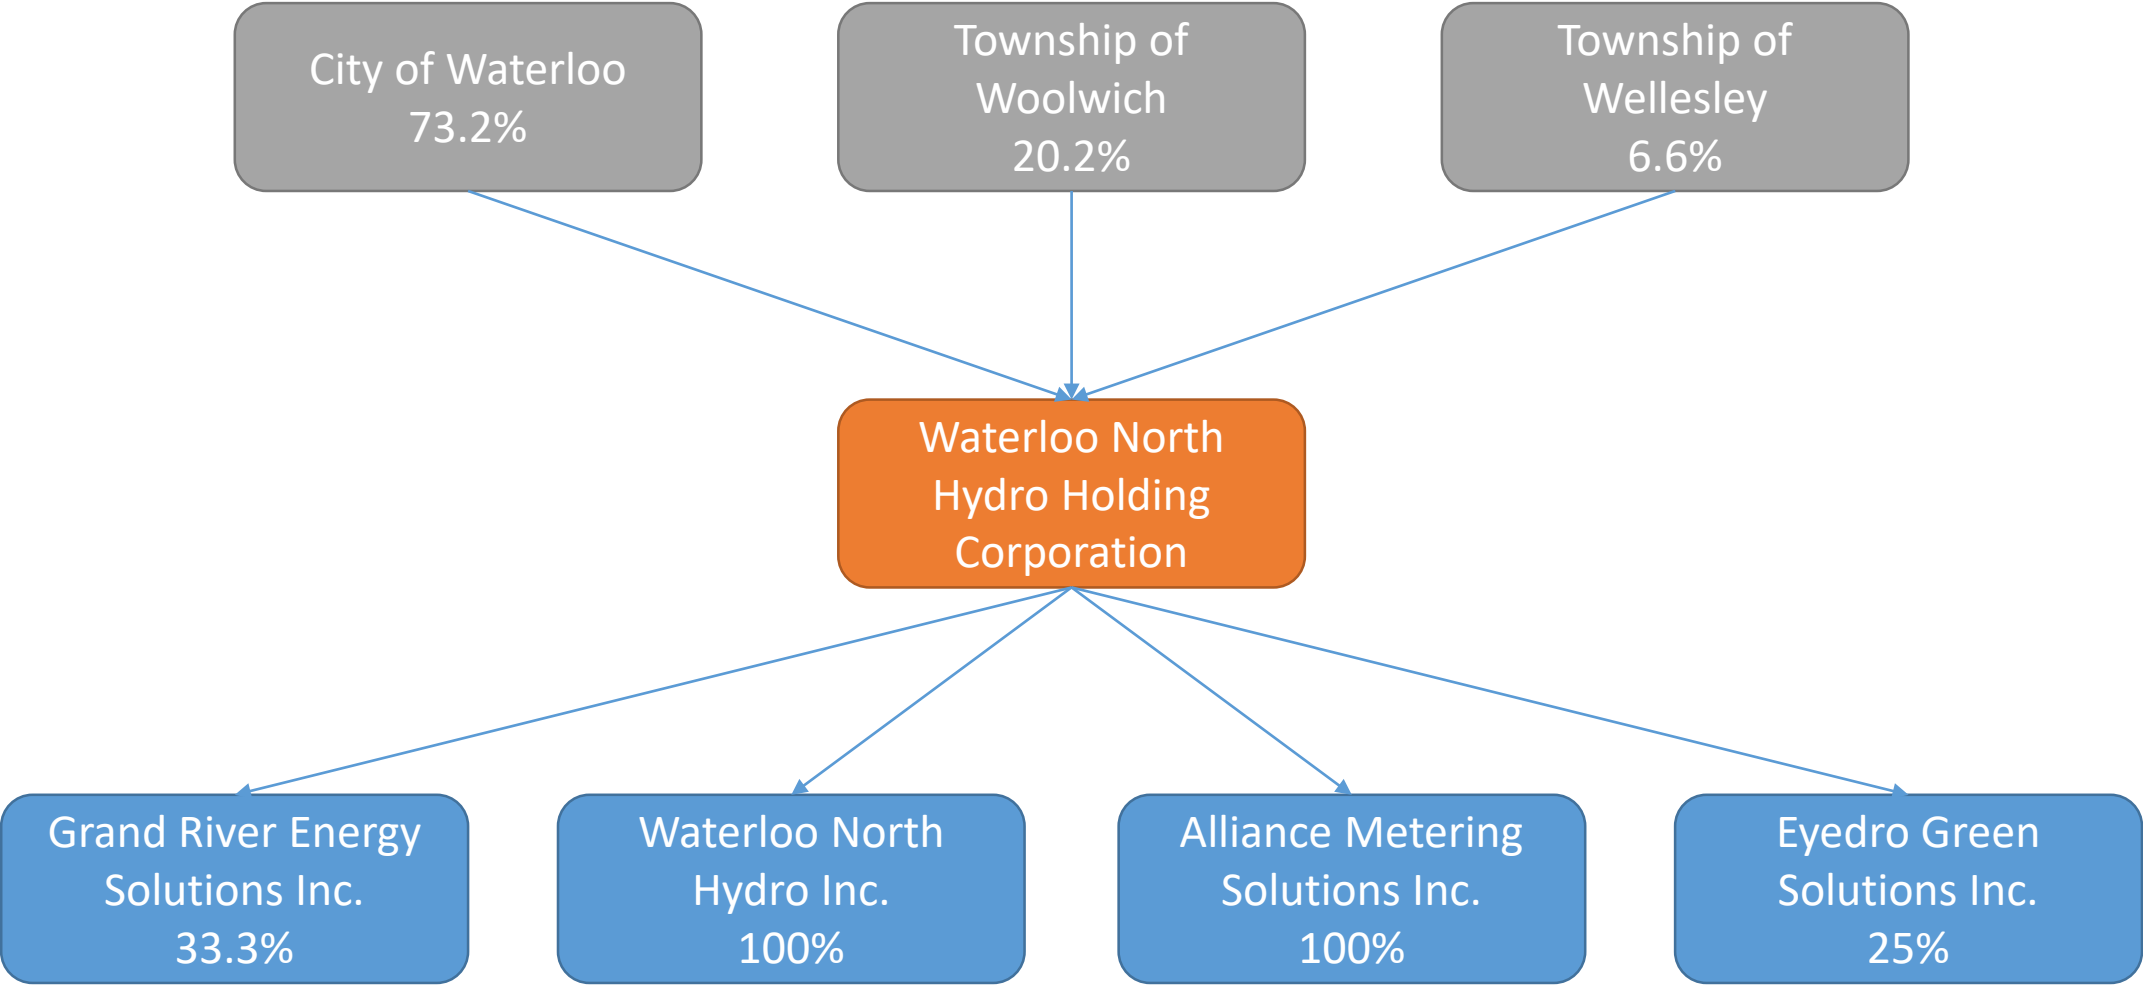 City of Waterloo
73.2%
Township of
Woolwich
20.2%
Township of
Wellesley
6.6%
Waterloo North
Hydro Holding
Corporation
Grand River Energy
Solutions Inc.
33.3%
Waterloo North
Hydro Inc.
100%
Alliance Metering
Solutions Inc.
100%
Eyedro Green
Solutions Inc.
25%